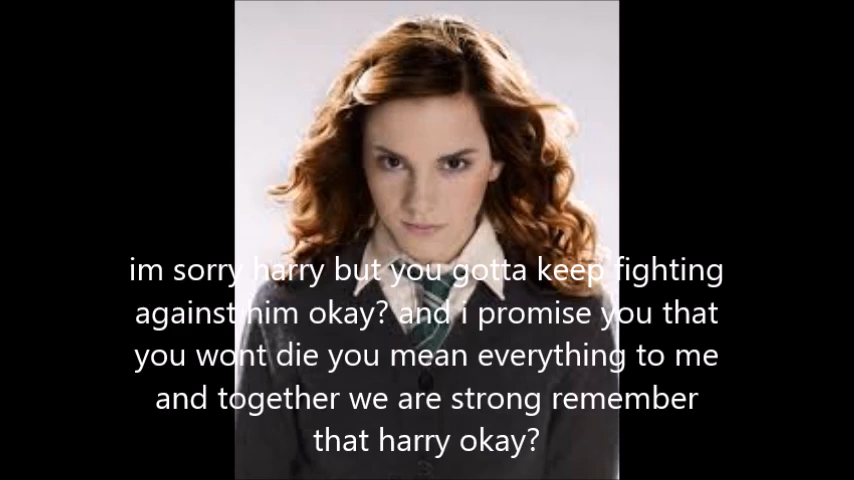 im sorry harry but you gotta keep fighting
against him okay? and i promise you that
you wont die you mean everything to me
and together we are strong remember
that harry okay?